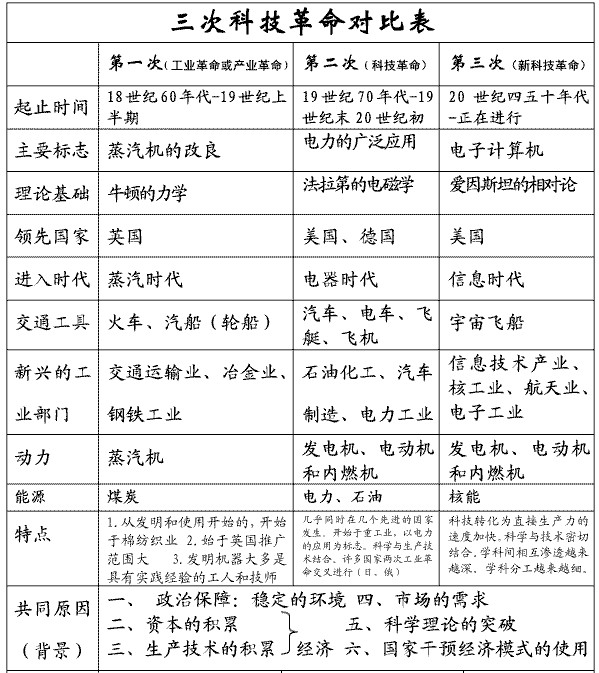 三次科技革命对比表
第一次(工业革命或产业革命) 第二次(科技革命) 第三次(新科技革命)
起止时间 18世纪60年代-19世纪上半期 19世纪70年代-19世纪末20世纪初 20世纪四五十年代-正在进行
主要标志 蒸汽机的改良 电力的广泛应用 电子计算机
理论基础 牛顿的力学 法拉第的电磁学 爱因斯坦的相对论
领先国家 英国 美国、德国 美国
进入时代 蒸汽时代 电器时代 信息时代
交通工具 火车、汽船(轮船) 汽车、电车、飞艇、飞机 宇宙飞船
新兴的工业部门 交通运输业、冶金业、钢铁工业 石油化工、汽车制造、电力工业 信息技术产业、核工业、航天业、电子工业
动力 蒸汽机 发电机、电动机和内燃机 发电机、电动机和内燃机
能源 煤炭 电力、石油 核能
特点 1.从发明和使用开始的,开始于棉纺织业 2.始于英国推广范围大 3.发明机器大多是具有实践经验的工人和技师 几乎同时在几个先进的国家发生。开始于重工业,以电力的应用为标志。科学与生产技术结合。许多国家两次工业革命交叉进行(日、俄) 科技转化为直接生产力的速度加快。科学与技术密切结合。学科间相互渗透越来越深。学科分工越来越细。
共同原因(背景) 一、 政治保障:稳定的环境 四、市场的需求
二、资本的积累 五、科学理论的突破
三、生产技术的积累 经济 六、国家干预经济模式的使用